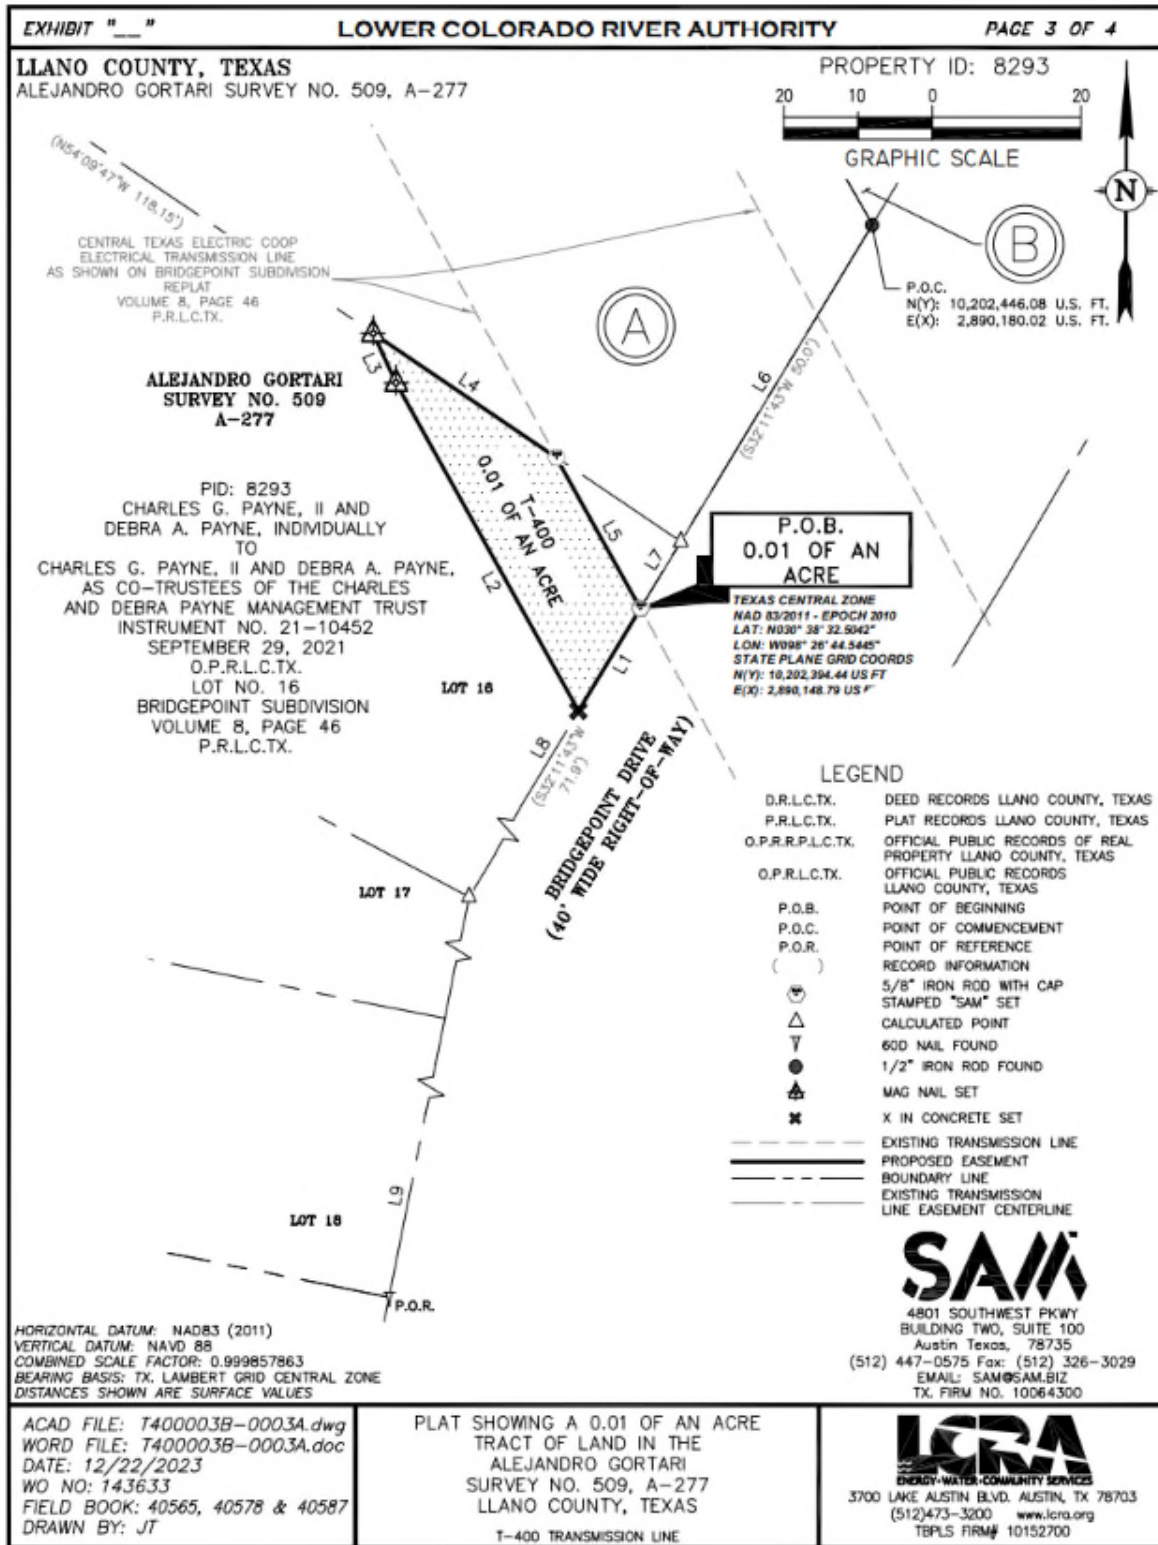 EXHIBIT "__"
LOWER COLORADO RIVER AUTHORITY
PAGE 3 OF 4
LLANO COUNTY, TEXAS
ALEJANDRO GORTARI SURVEY NO. 509, A-277
PROPERTY ID: 8293
20 10 0 20
GRAPHIC SCALE
N
(N54°09'47"W 118.15')
CENTRAL TEXAS ELECTRIC COOP
ELECTRICAL TRANSMISSION LINE
AS SHOWN ON BRIDGEPOINT SUBDIVISION
REPLAT
VOLUME 8, PAGE 46
P.R.L.C.TX.
A
B
P.O.C.
N(Y): 10,202,446.08 U.S. FT.
E(X): 2,890,180.02 U.S. FT.
L3
L4
L6
(S32°11'43"W 50.0')
ALEJANDRO GORTARI
SURVEY NO. 509
A-277
T-400
0.01 OF AN ACRE
L5
L7
L2
L1
P.O.B.
0.01 OF AN
ACRE
TEXAS CENTRAL ZONE
NAD 83/2011 - EPOCH 2010
LAT: N030° 38' 32.5042"
LON: W098° 26' 44.5445"
STATE PLANE GRID COORDS
N(Y): 10,202,394.44 US FT
E(X): 2,890,148.79 US F
PID: 8293
CHARLES G. PAYNE, II AND
DEBRA A. PAYNE, INDIVIDUALLY
TO
CHARLES G. PAYNE, II AND DEBRA A. PAYNE,
AS CO-TRUSTEES OF THE CHARLES
AND DEBRA PAYNE MANAGEMENT TRUST
INSTRUMENT NO. 21-10452
SEPTEMBER 29, 2021
O.P.R.L.C.TX.
LOT NO. 16
BRIDGEPOINT SUBDIVISION
VOLUME 8, PAGE 46
P.R.L.C.TX.
LOT 16
L8
(S32°11'43"W
71.9')
BRIDGEPOINT DRIVE
(40' WIDE RIGHT-OF-WAY)
LOT 17
LOT 18
L9
P.O.R.
LEGEND
D.R.L.C.TX. DEED RECORDS LLANO COUNTY, TEXAS
P.R.L.C.TX. PLAT RECORDS LLANO COUNTY, TEXAS
O.P.R.R.P.L.C.TX. OFFICIAL PUBLIC RECORDS OF REAL
PROPERTY LLANO COUNTY, TEXAS
O.P.R.L.C.TX. OFFICIAL PUBLIC RECORDS
LLANO COUNTY, TEXAS
P.O.B. POINT OF BEGINNING
P.O.C. POINT OF COMMENCEMENT
P.O.R. POINT OF REFERENCE
( ) RECORD INFORMATION
5/8" IRON ROD WITH CAP
STAMPED "SAM" SET
CALCULATED POINT
60D NAIL FOUND
1/2" IRON ROD FOUND
MAG NAIL SET
X IN CONCRETE SET
EXISTING TRANSMISSION LINE
PROPOSED EASEMENT
BOUNDARY LINE
EXISTING TRANSMISSION
LINE EASEMENT CENTERLINE
SAM
4801 SOUTHWEST PKWY
BUILDING TWO, SUITE 100
Austin Texas, 78735
(512) 447-0575 Fax: (512) 326-3029
EMAIL: SAM@SAM.BIZ
TX. FIRM NO. 10064300
HORIZONTAL DATUM: NAD83 (2011)
VERTICAL DATUM: NAVD 88
COMBINED SCALE FACTOR: 0.999857863
BEARING BASIS: TX. LAMBERT GRID CENTRAL ZONE
DISTANCES SHOWN ARE SURFACE VALUES
ACAD FILE: T400003B-0003A.dwg
WORD FILE: T400003B-0003A.doc
DATE: 12/22/2023
WO NO: 143633
FIELD BOOK: 40565, 40578 & 40587
DRAWN BY: JT
PLAT SHOWING A 0.01 OF AN ACRE
TRACT OF LAND IN THE
ALEJANDRO GORTARI
SURVEY NO. 509, A-277
LLANO COUNTY, TEXAS
T-400 TRANSMISSION LINE
LCRA
ENERGY•WATER•COMMUNITY SERVICES
3700 LAKE AUSTIN BLVD. AUSTIN, TX 78703
(512)473-3200 www.lcra.org
TBPLS FIRM# 10152700